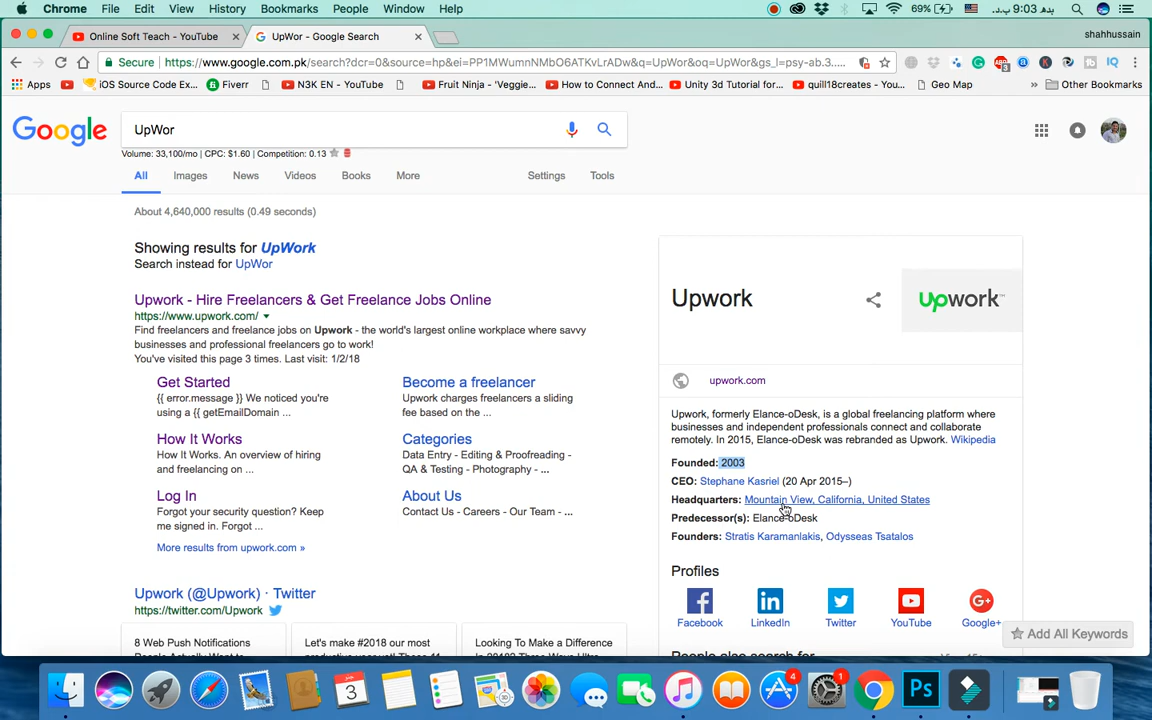 Chrome File Edit View History Bookmarks People Window Help 69% بده 9:03 ب.ظ.
Online Soft Teach - YouTube UpWor - Google Search shahhussain
Secure https://www.google.com.pk/search?dcr=0&source=hp&ei=PP1MWumnNMbO6ATKvLrADw&q=UpWor&oq=UpWor&gs_l=psy-ab.3....
Apps iOS Source Code Ex... Fiverr N3K EN - YouTube Fruit Ninja - 'Veggie... How to Connect And... Unity 3d Tutorial for... quill18creates - You... Geo Map » Other Bookmarks
Google UpWor
Volume: 33,100/mo | CPC: $1.60 | Competition: 0.13
All Images News Videos Books More Settings Tools
About 4,640,000 results (0.49 seconds)
Showing results for UpWork
Search instead for UpWor
Upwork - Hire Freelancers & Get Freelance Jobs Online
https://www.upwork.com/
Find freelancers and freelance jobs on Upwork - the world's largest online workplace where savvy
businesses and professional freelancers go to work!
You've visited this page 3 times. Last visit: 1/2/18
Get Started
{{ error.message }} We noticed you're
using a {{ getEmailDomain ...
Become a freelancer
Upwork charges freelancers a sliding
fee based on the ...
How It Works
How It Works. An overview of hiring
and freelancing on ...
Categories
Data Entry - Editing & Proofreading -
QA & Testing - Photography - ...
Log In
Forgot your security question? Keep
me signed in. Forgot ...
About Us
Contact Us - Careers - Our Team - ...
More results from upwork.com »
Upwork (@Upwork) · Twitter
https://twitter.com/Upwork
8 Web Push Notifications
Let's make #2018 our most
Looking To Make a Difference
Upwork
Upwork™
upwork.com
Upwork, formerly Elance-oDesk, is a global freelancing platform where
businesses and independent professionals connect and collaborate
remotely. In 2015, Elance-oDesk was rebranded as Upwork. Wikipedia
Founded: 2003
CEO: Stephane Kasriel (20 Apr 2015–)
Headquarters: Mountain View, California, United States
Predecessor(s): Elance-oDesk
Founders: Stratis Karamanlakis, Odysseas Tsatalos
Profiles
Facebook LinkedIn Twitter YouTube Google+
Add All Keywords
People also search for
JAN
3
4
1
Ps